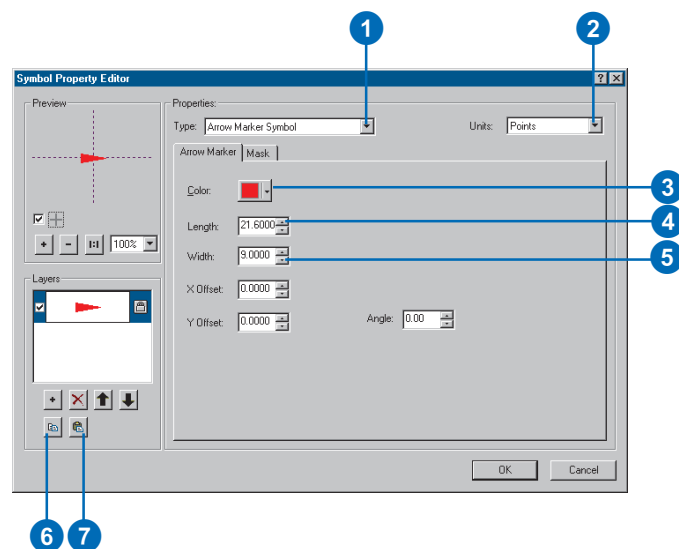 1
2
Symbol Property Editor
Preview
Properties:
Type: Arrow Marker Symbol
Units: Points
Arrow Marker
Mask
Color:
3
Length: 21.6000
4
Width: 9.0000
5
X Offset: 0.0000
Y Offset: 0.0000
Angle: 0.00
1:1
100%
Layers
OK
Cancel
6
7